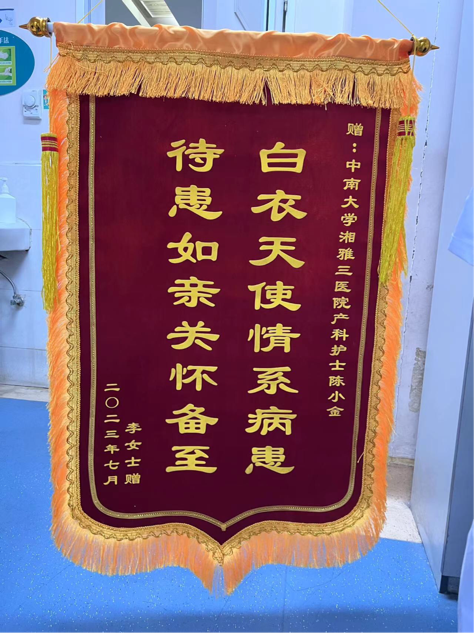 赠：中南大学湘雅三医院产科护士陈小金
白衣天使情系病患
待患如亲关怀备至
李女士赠
二〇二三年七月